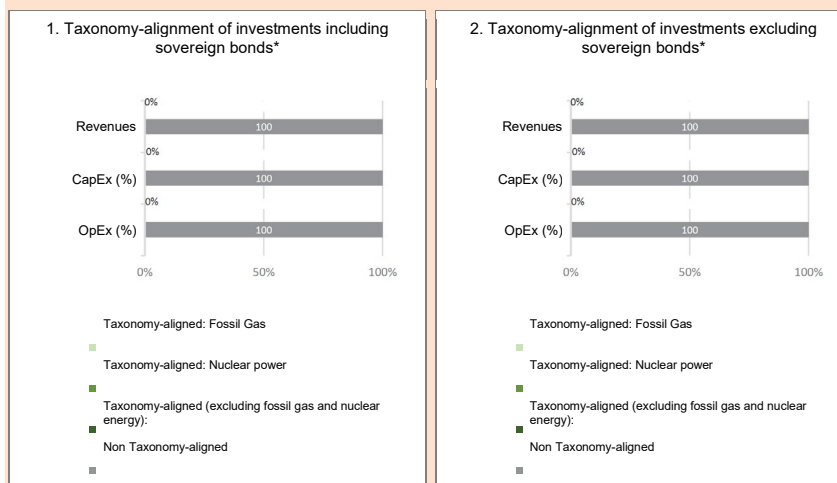 1. Taxonomy-alignment of investments including
sovereign bonds*
0%
Revenues
100
0%
CapEx (%)
100
0%
OpEx (%)
100
0%
50%
100%
Taxonomy-aligned: Fossil Gas
Taxonomy-aligned: Nuclear power
Taxonomy-aligned (excluding fossil gas and nuclear
energy):
Non Taxonomy-aligned
2. Taxonomy-alignment of investments excluding
sovereign bonds*
0%
Revenues
100
0%
CapEx (%)
100
0%
OpEx (%)
100
0%
50%
100%
Taxonomy-aligned: Fossil Gas
Taxonomy-aligned: Nuclear power
Taxonomy-aligned (excluding fossil gas and nuclear
energy):
Non Taxonomy-aligned